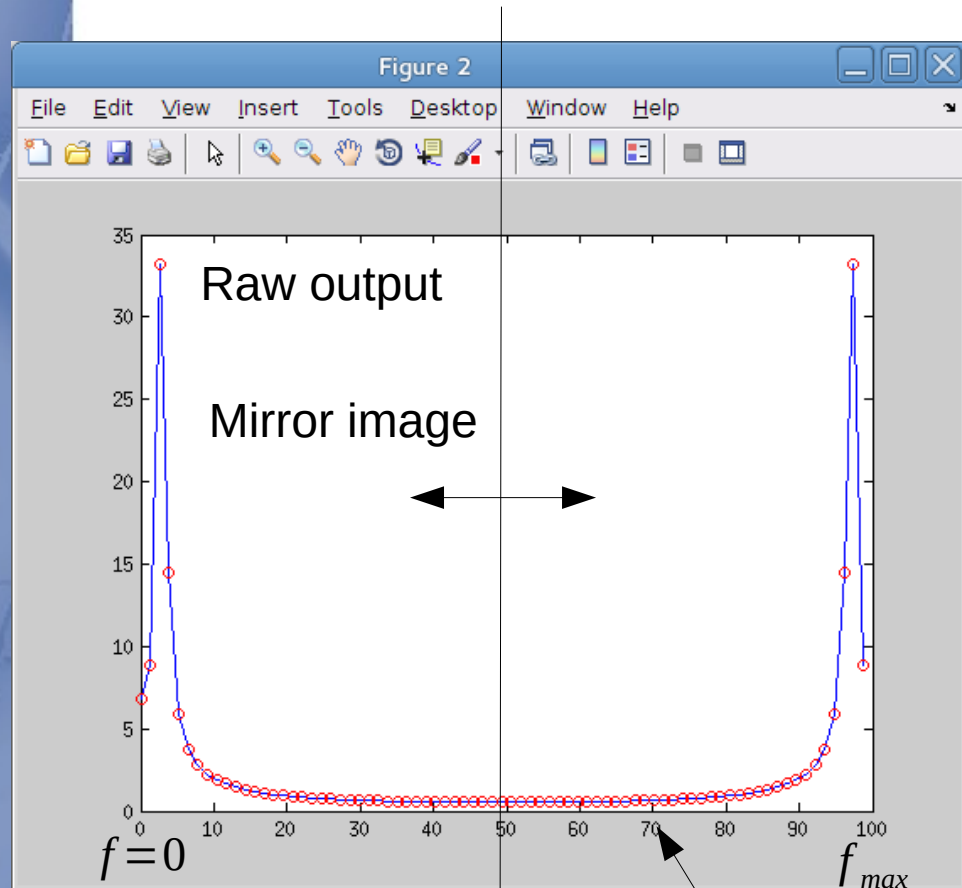 Figure 2
File Edit View Insert Tools Desktop Window Help
35
Raw output
30
25
Mirror image
20
15
10
5
0
0 10 20 30 40 50 60 70 80 90 100
f=0
f max